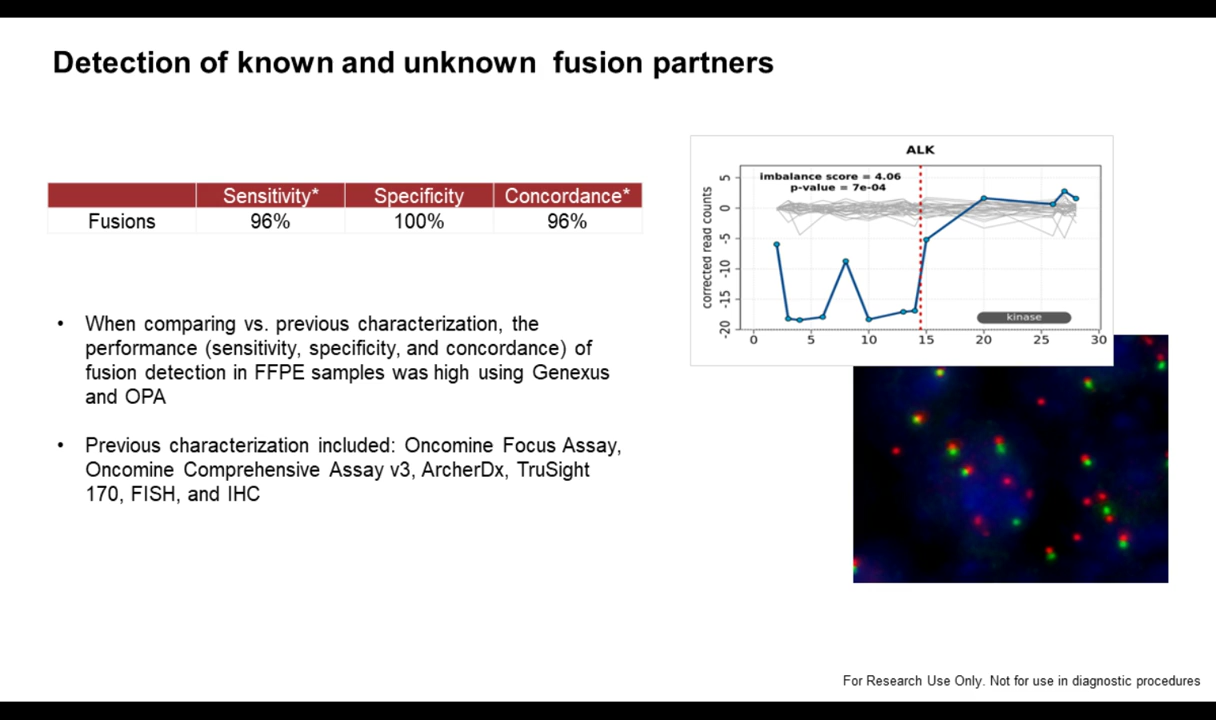 Detection of known and unknown fusion partners
Sensitivity* Specificity Concordance*
Fusions 96% 100% 96%
• When comparing vs. previous characterization, the
performance (sensitivity, specificity, and concordance) of
fusion detection in FFPE samples was high using Genexus
and OPA
• Previous characterization included: Oncomine Focus Assay,
Oncomine Comprehensive Assay v3, ArcherDx, TruSight
170, FISH, and IHC
ALK
imbalance score = 4.06
p-value = 7e-04
corrected read counts
5
0
-5
-10
-15
-20
kinase
0 5 10 15 20 25 30
For Research Use Only. Not for use in diagnostic procedures